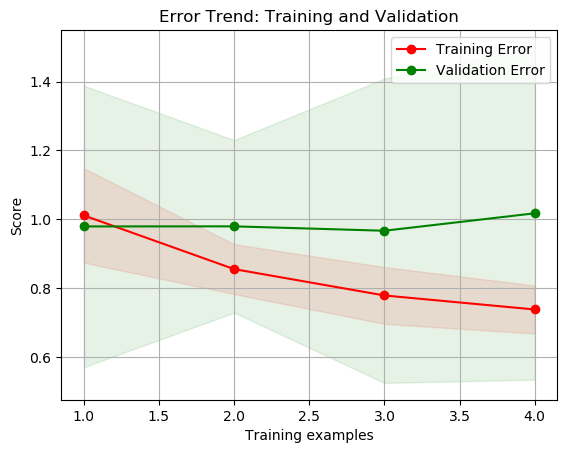 Error Trend: Training and Validation
Training Error
Validation Error
Score
1.4
1.2
1.0
0.8
0.6
1.0
1.5
2.0
2.5
3.0
3.5
4.0
Training examples